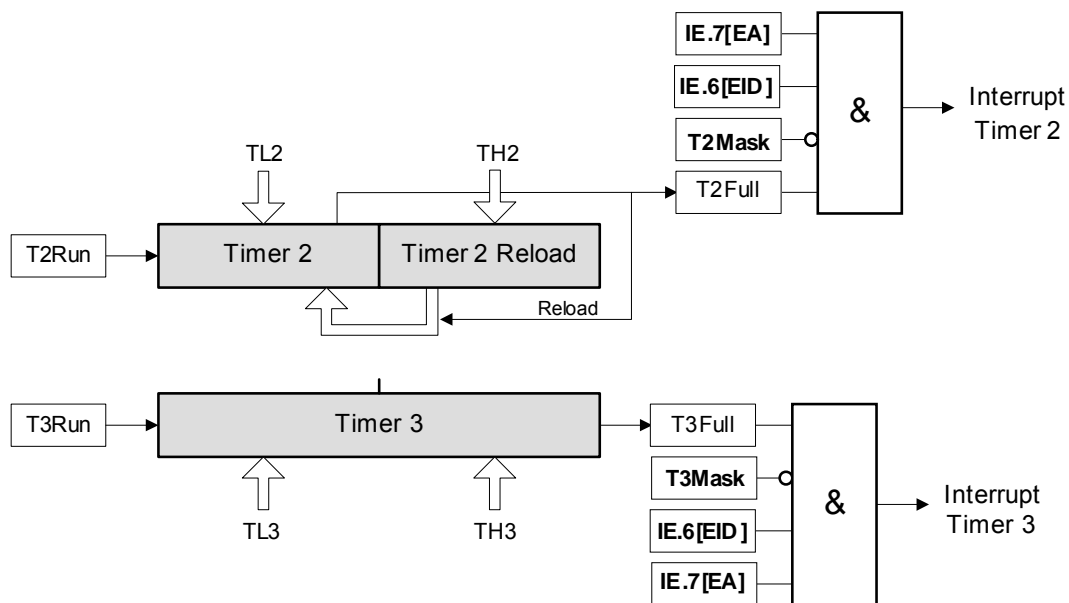 IE.7[EA]
IE.6[EID]
T2Mask
T2Full
&
Interrupt
Timer 2
TL2
TH2
T2Run
Timer 2
Timer 2 Reload
Reload
T3Run
Timer 3
TL3
TH3
T3Full
T3Mask
IE.6[EID]
IE.7[EA]
&
Interrupt
Timer 3